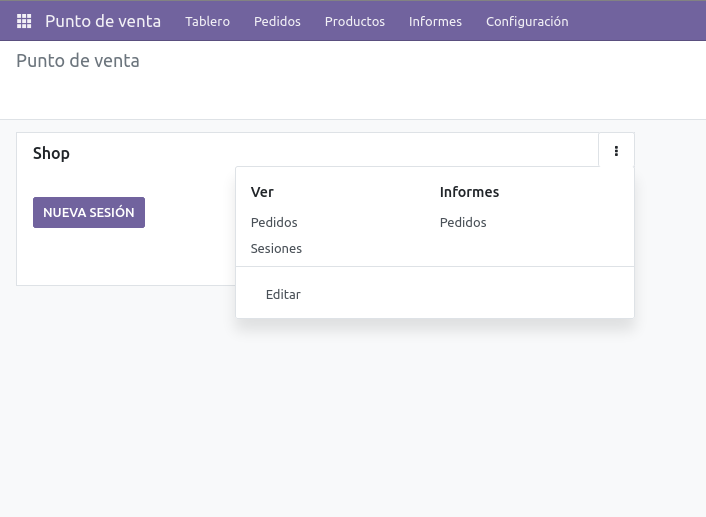 Punto de venta Tablero Pedidos Productos Informes Configuración
Punto de venta
Shop
NUEVA SESIÓN
Ver
Pedidos
Sesiones
Informes
Pedidos
Editar